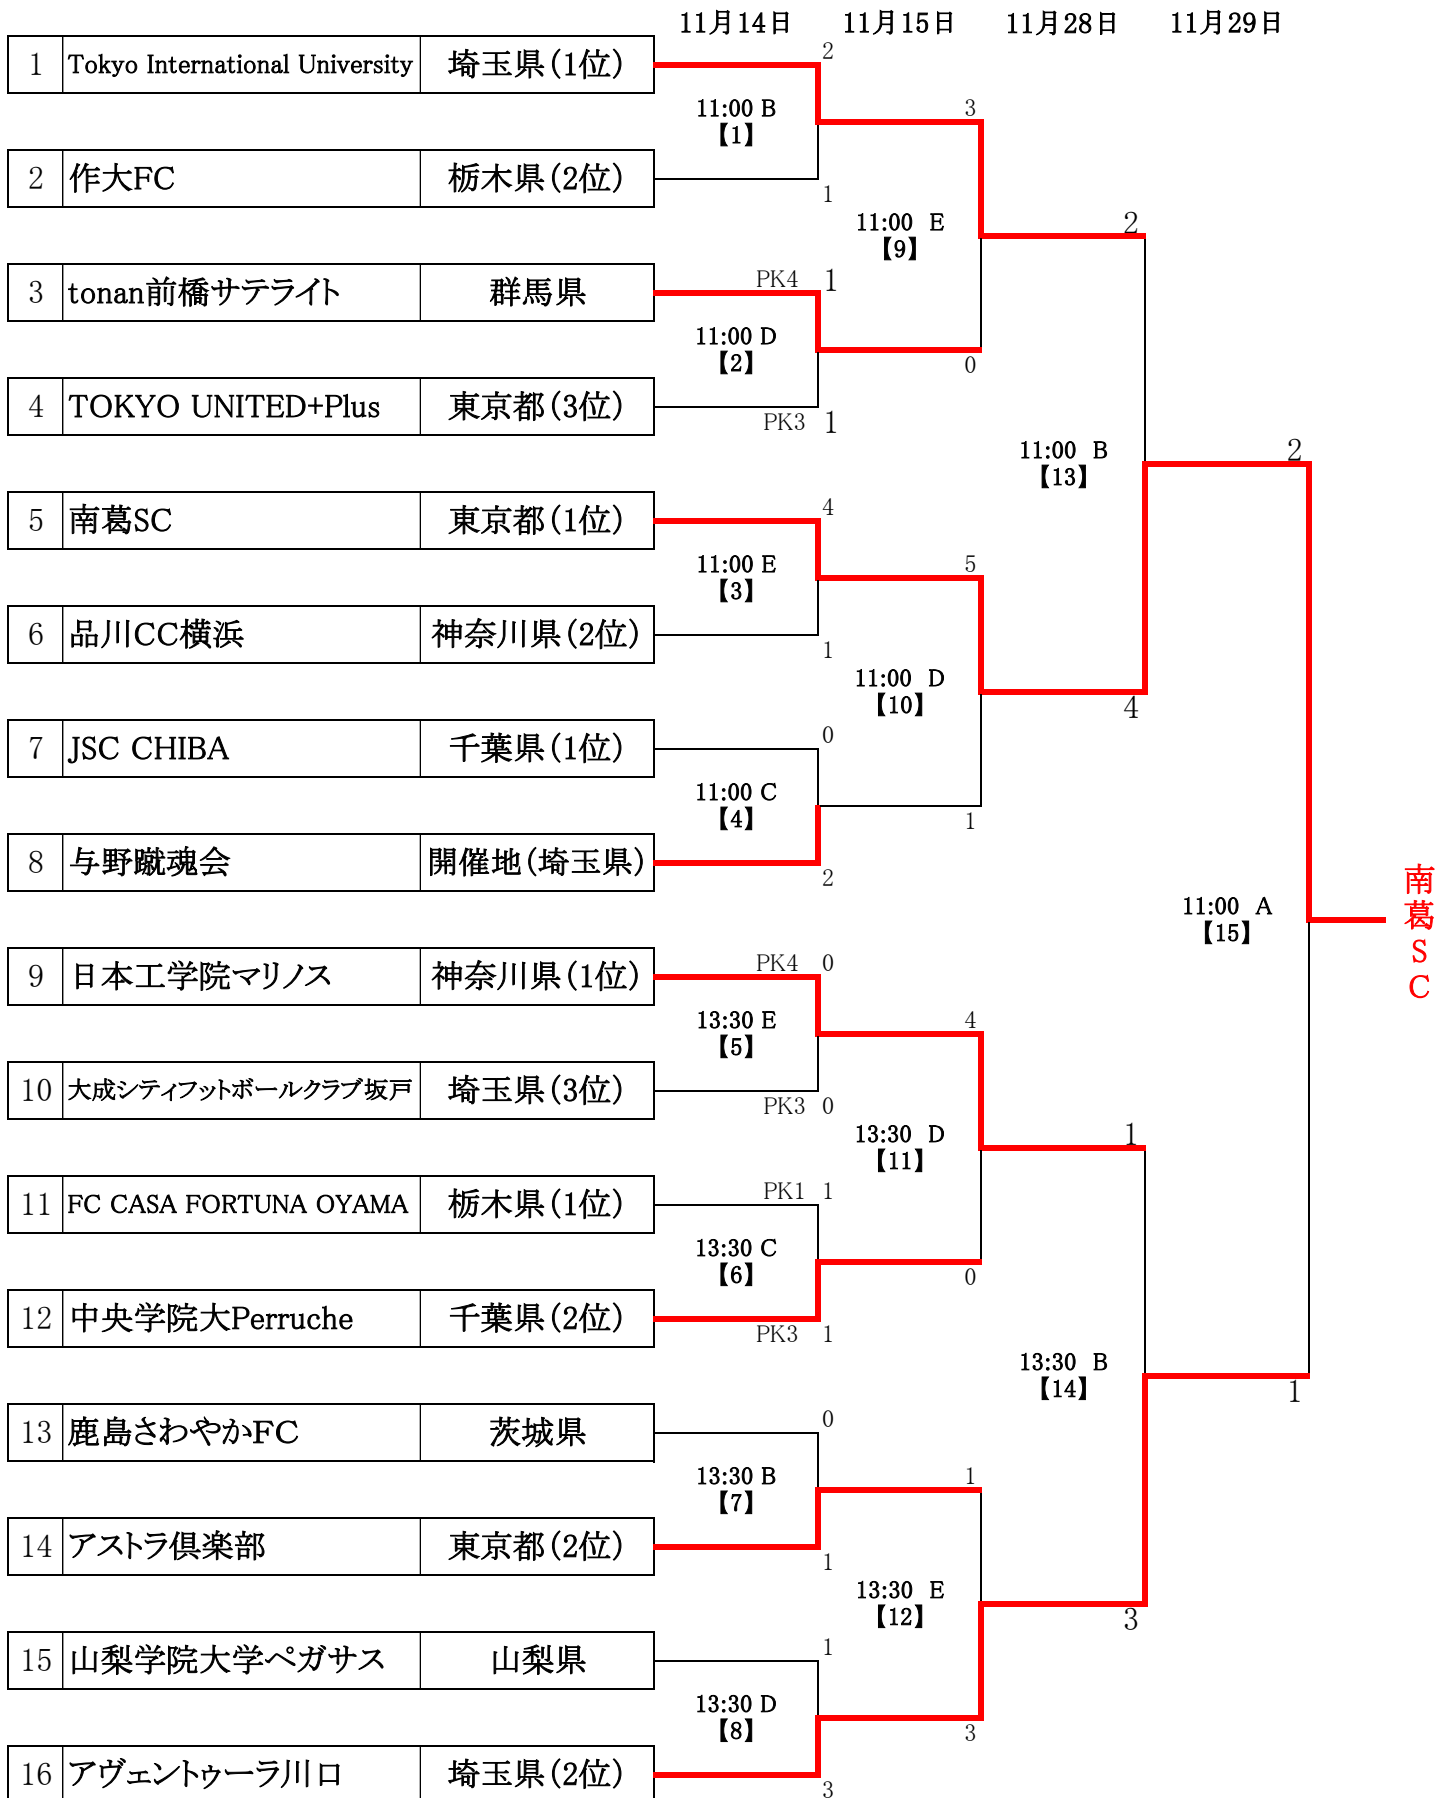 11月14日 11月15日 11月28日 11月29日
2
1 Tokyo International University 埼玉県(1位)
11:00 B
【1】
3
2 作大FC 栃木県(2位)
1
11:00 E
【9】
2
PK4 1
3 tonan前橋サテライト 群馬県
11:00 D
【2】
0
4 TOKYO UNITED+Plus 東京都(3位)
PK3 1
11:00 B
【13】
2
4
5 南葛SC 東京都(1位)
11:00 E
【3】
5
6 品川CC横浜 神奈川県(2位)
1
11:00 D
【10】
4
0
7 JSC CHIBA 千葉県(1位)
11:00 C
【4】
1
8 与野蹴魂会 開催地(埼玉県)
2
11:00 A
【15】
南葛SC
PK4 0
9 日本工学院マリノス 神奈川県(1位)
13:30 E
【5】
4
10 大成シティフットボールクラブ坂戸 埼玉県(3位)
PK3 0
13:30 D
【11】
1
PK1 1
11 FC CASA FORTUNA OYAMA 栃木県(1位)
13:30 C
【6】
0
12 中央学院大Perruche 千葉県(2位)
PK3 1
13:30 B
【14】
1
0
13 鹿島さわやかFC 茨城県
13:30 B
【7】
1
14 アストラ倶楽部 東京都(2位)
1
13:30 E
【12】
3
1
15 山梨学院大学ペガサス 山梨県
13:30 D
【8】
3
16 アヴェントゥーラ川口 埼玉県(2位)
3